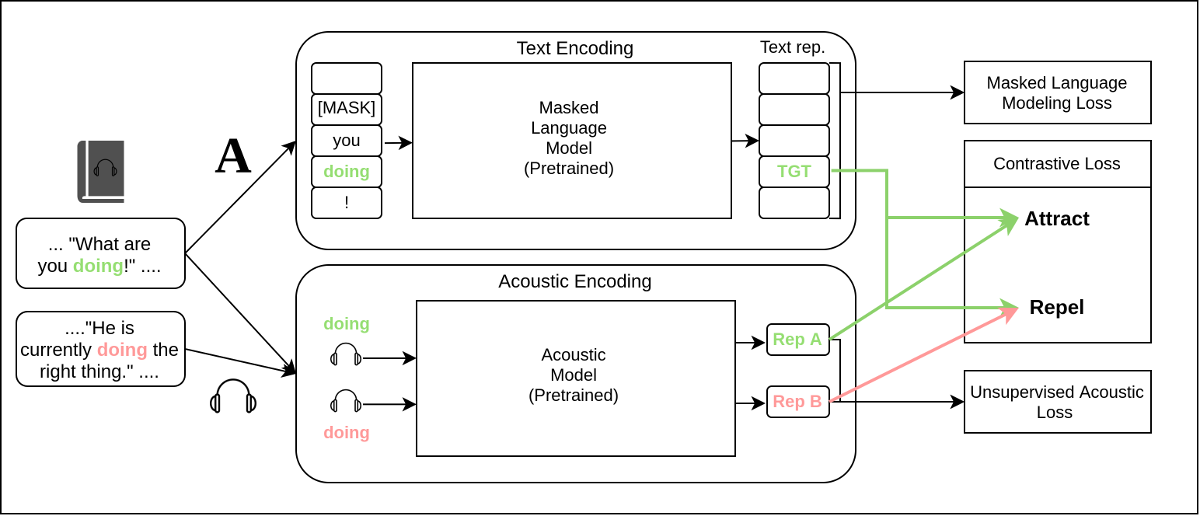 Text Encoding
Text rep.
[MASK]
you
doing
!
Masked
Language
Model
(Pretrained)
TGT
Masked Language
Modeling Loss
A
... "What are
you doing!" ....
Contrastive Loss
Attract
Repel
Acoustic Encoding
...."He is
currently doing the
right thing." ....
doing
doing
Acoustic
Model
(Pretrained)
Rep A
Rep B
Unsupervised Acoustic
Loss